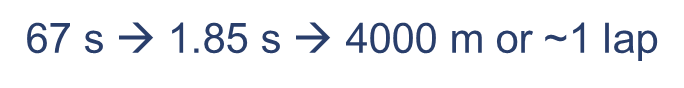 67 s → 1.85 s → 4000 m or ~1 lap